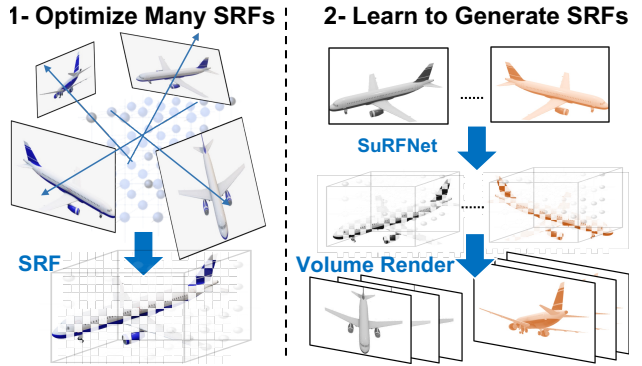 1- Optimize Many SRFs
SRF
2- Learn to Generate SRFs
......
SuRFNet
......
Volume Render